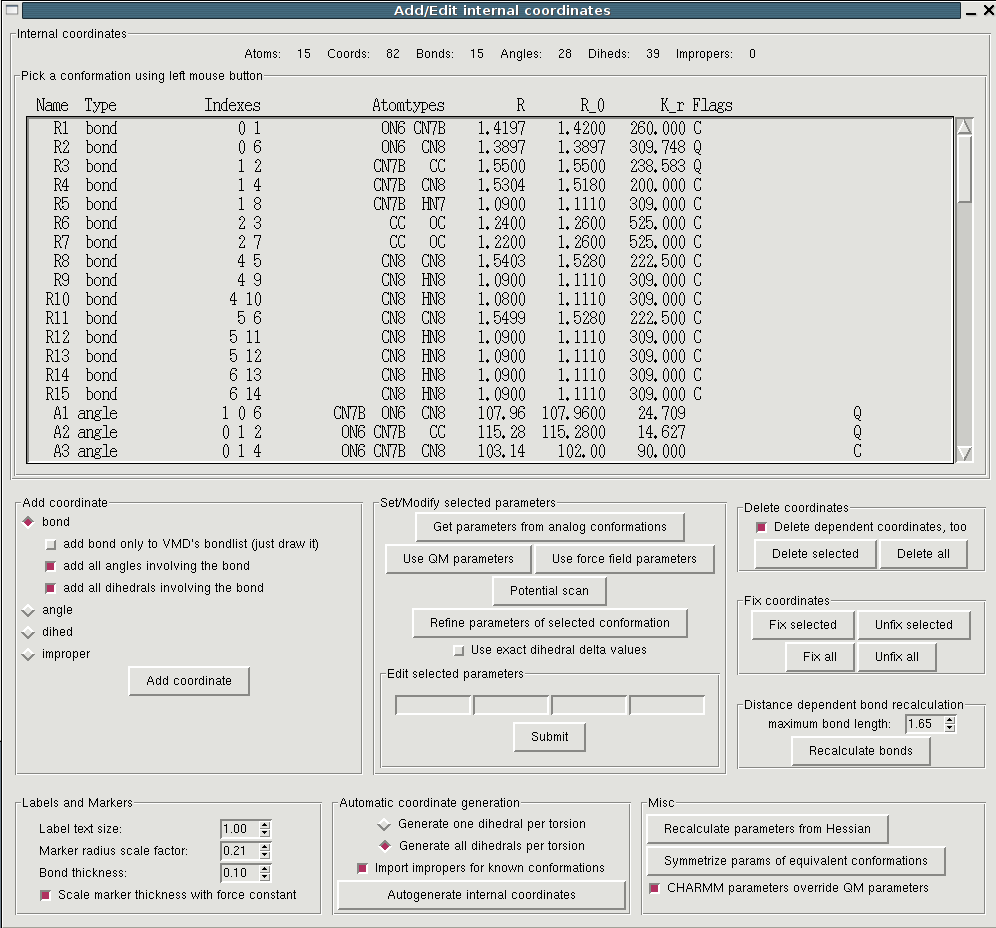 Add/Edit internal coordinates
Internal coordinates
Atoms: 15 Coords: 82 Bonds: 15 Angles: 28 Diheds: 39 Impropers: 0
Pick a conformation using left mouse button
Name Type Indexes Atomtypes R R_0 K_r Flags
R1 bond 0 1 ON6 CN7B 1.4197 1.4200 260.000 C
R2 bond 0 6 ON6 CN8 1.3897 1.3897 309.748 Q
R3 bond 1 2 CN7B CC 1.5500 1.5500 238.583 Q
R4 bond 1 4 CN7B CN8 1.5304 1.5180 200.000 C
R5 bond 1 8 CN7B HN7 1.0900 1.1110 309.000 C
R6 bond 2 3 CC OC 1.2400 1.2600 525.000 C
R7 bond 2 7 CC OC 1.2200 1.2600 525.000 C
R8 bond 4 5 CN8 CN8 1.5403 1.5280 222.500 C
R9 bond 4 9 CN8 HN8 1.0900 1.1110 309.000 C
R10 bond 4 10 CN8 HN8 1.0800 1.1110 309.000 C
R11 bond 5 6 CN8 CN8 1.5499 1.5280 222.500 C
R12 bond 5 11 CN8 HN8 1.0900 1.1110 309.000 C
R13 bond 5 12 CN8 HN8 1.0900 1.1110 309.000 C
R14 bond 6 13 CN8 HN8 1.0900 1.1110 309.000 C
R15 bond 6 14 CN8 HN8 1.0900 1.1110 309.000 C
A1 angle 1 0 6 CN7B ON6 CN8 107.96 107.9600 24.709 Q
A2 angle 0 1 2 ON6 CN7B CC 115.28 115.2800 14.627 Q
A3 angle 0 1 4 ON6 CN7B CN8 103.14 102.00 90.000 C
Add coordinate
bond
add bond only to VMD's bondlist (just draw it)
add all angles involving the bond
add all dihedrals involving the bond
angle
dihed
improper
Add coordinate
Set/Modify selected parameters
Get parameters from analog conformations
Use QM parameters Use force field parameters
Potential scan
Refine parameters of selected conformation
Use exact dihedral delta values
Edit selected parameters
Submit
Delete coordinates
Delete dependent coordinates, too
Delete selected Delete all
Fix coordinates
Fix selected Unfix selected
Fix all Unfix all
Distance dependent bond recalculation
maximum bond length: 1.65
Recalculate bonds
Labels and Markers
Label text size: 1.00
Marker radius scale factor: 0.21
Bond thickness: 0.10
Scale marker thickness with force constant
Automatic coordinate generation
Generate one dihedral per torsion
Generate all dihedrals per torsion
Import impropers for known conformations
Autogenerate internal coordinates
Misc
Recalculate parameters from Hessian
Symmetrize params of equivalent conformations
CHARMM parameters override QM parameters